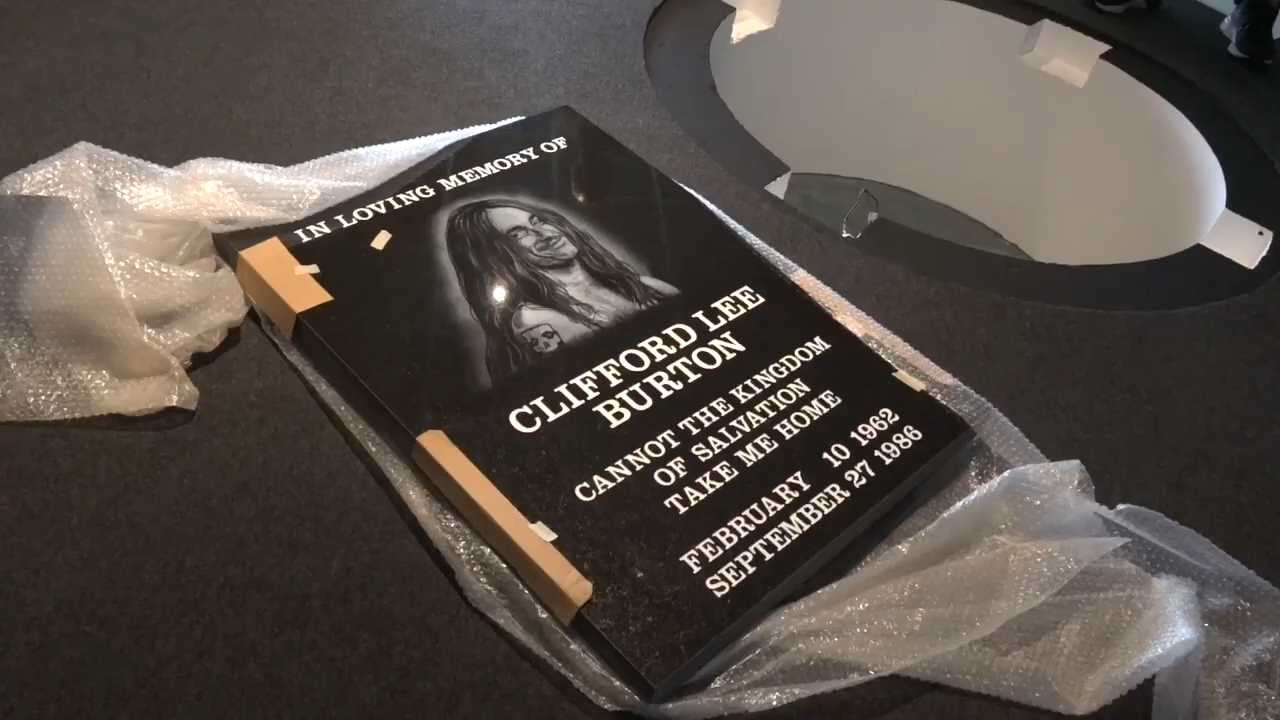 IN LOVING MEMORY OF
CLIFFORD LEE
BURTON
CANNOT THE KINGDOM
OF SALVATION
TAKE ME HOME
FEBRUARY 10 1962
SEPTEMBER 27 1986